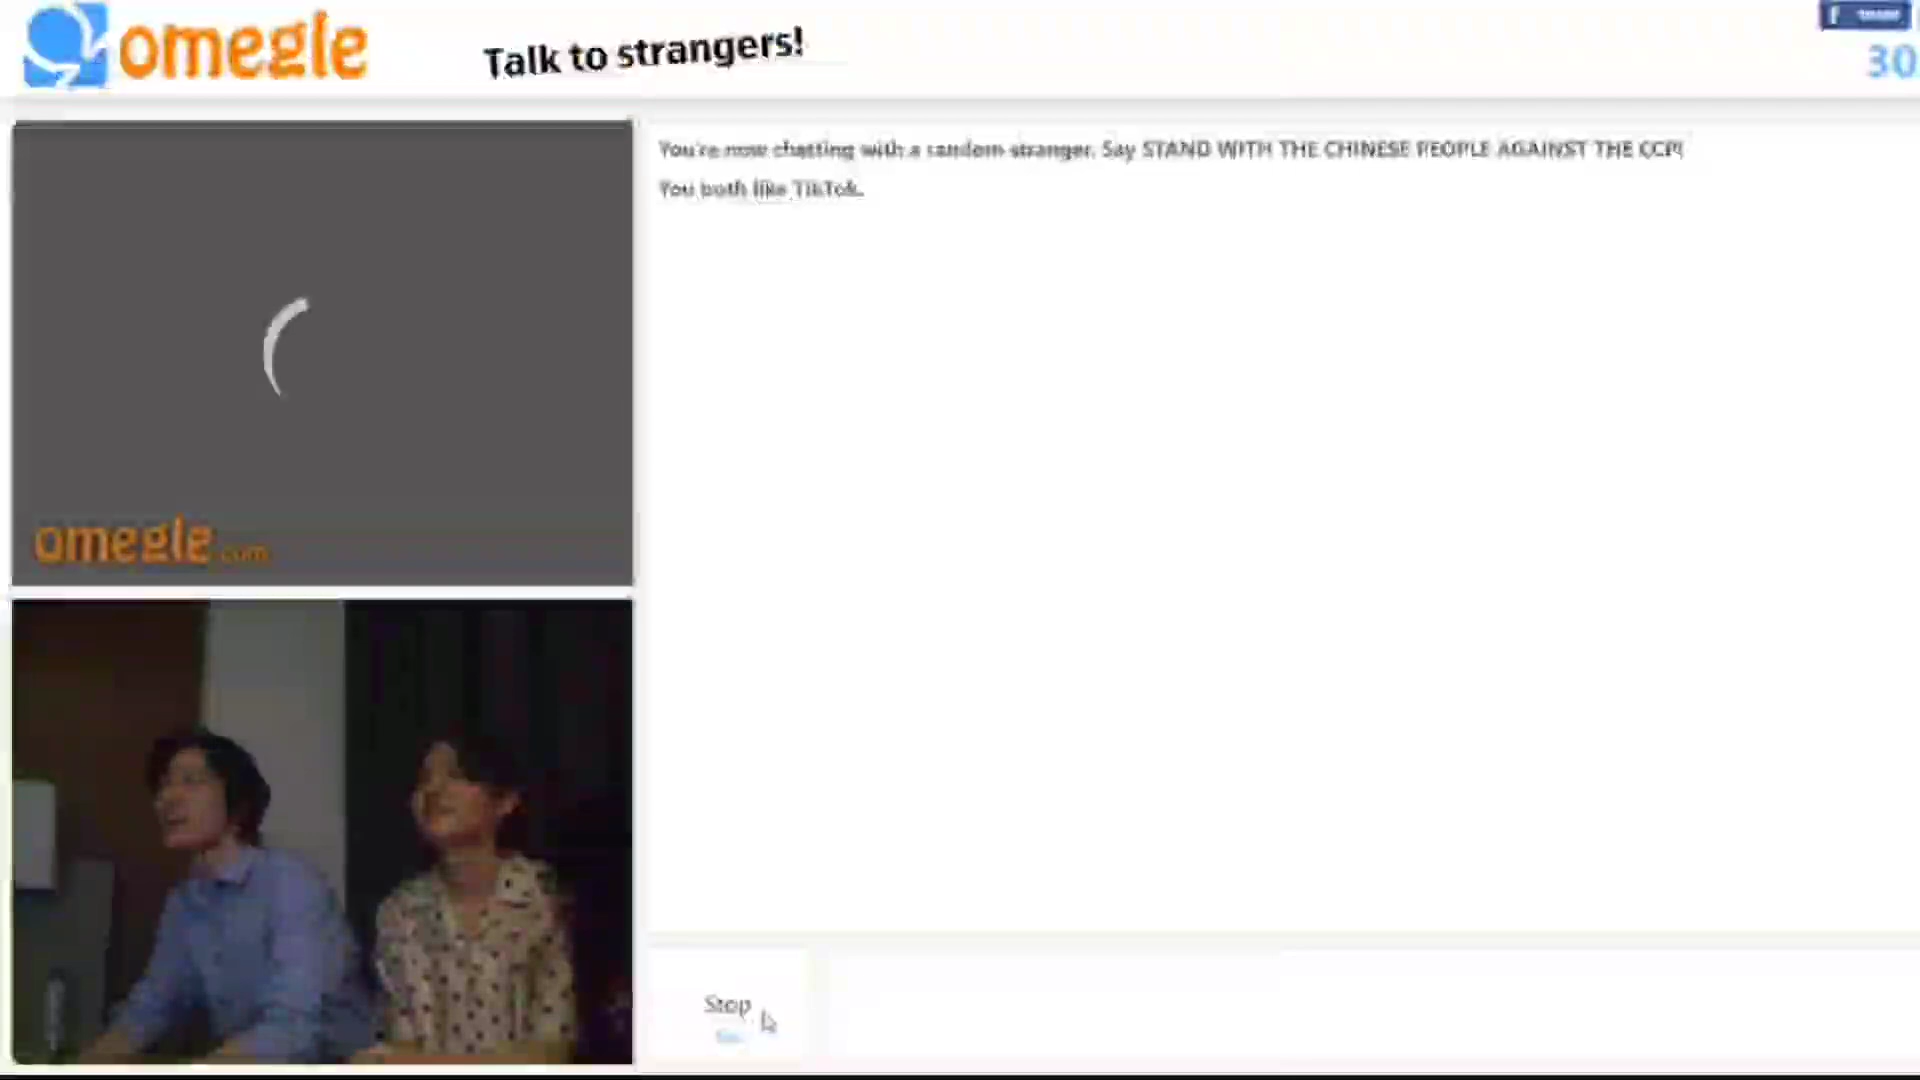 omegle
Talk to strangers!
30
You're now chatting with a random stranger. Say STAND WITH THE CHINESE PEOPLE AGAINST THE CCP!
You both like TikTok.
omegle.com
Stop